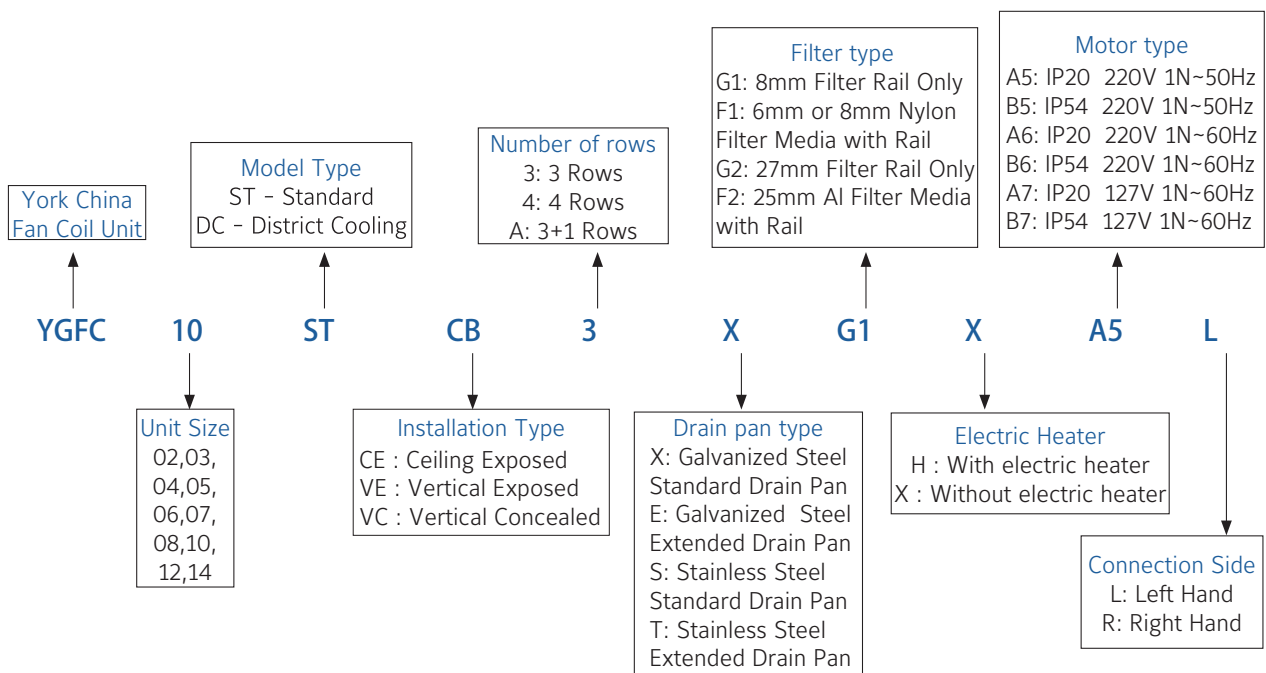 Filter type
G1: 8mm Filter Rail Only
F1: 6mm or 8mm Nylon
Filter Media with Rail
G2: 27mm Filter Rail Only
F2: 25mm Al Filter Media
with Rail
Motor type
A5: IP20 220V 1N~50Hz
B5: IP54 220V 1N~50Hz
A6: IP20 220V 1N~60Hz
B6: IP54 220V 1N~60Hz
A7: IP20 127V 1N~60Hz
B7: IP54 127V 1N~60Hz
Number of rows
3: 3 Rows
4: 4 Rows
A: 3+1 Rows
Model Type
ST - Standard
DC - District Cooling
York China
Fan Coil Unit
YGFC 10 ST CB 3 X G1 X A5 L
Unit Size
02,03,
04,05,
06,07,
08,10,
12,14
Installation Type
CE : Ceiling Exposed
VE : Vertical Exposed
VC : Vertical Concealed
Drain pan type
X: Galvanized Steel
Standard Drain Pan
E: Galvanized Steel
Extended Drain Pan
S: Stainless Steel
Standard Drain Pan
T: Stainless Steel
Extended Drain Pan
Electric Heater
H : With electric heater
X : Without electric heater
Connection Side
L: Left Hand
R: Right Hand